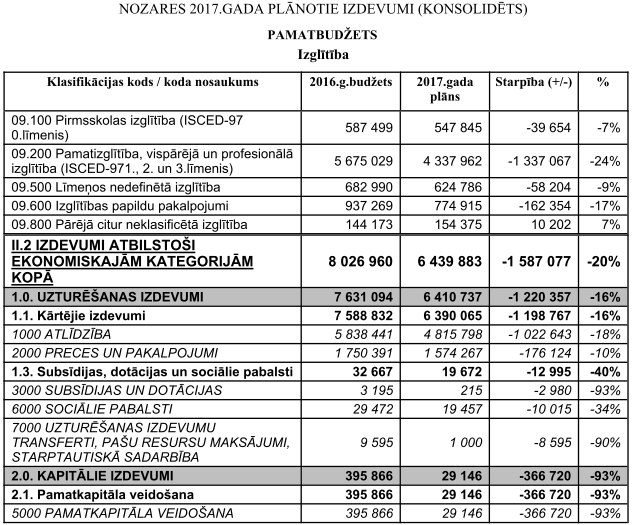 NOZARES 2017.GADA PLĀNOTIE IZDEVUMI (KONSOLIDĒTS)
PAMATBUDŽETS
Izglītība
Klasifikācijas kods / koda nosaukums 2016.g.budžets 2017.gada plāns Starpība (+/-) %
09.100 Pirmsskolas izglītība (ISCED-97
0.līmenis) 587 499 547 845 -39 654 -7%
09.200 Pamatizglītība, vispārējā un profesionālā
izglītība (ISCED-971., 2. un 3.līmenis) 5 675 029 4 337 962 -1 337 067 -24%
09.500 Līmeņos nedefinētā izglītība 682 990 624 786 -58 204 -9%
09.600 Izglītības papildu pakalpojumi 937 269 774 915 -162 354 -17%
09.800 Pārējā citur neklasificētā izglītība 144 173 154 375 10 202 7%
II.2 IZDEVUMI ATBILSTOŠI
EKONOMISKAJĀM KATEGORIJĀM
KOPĀ 8 026 960 6 439 883 -1 587 077 -20%
1.0. UZTURĒŠANAS IZDEVUMI 7 631 094 6 410 737 -1 220 357 -16%
1.1. Kārtējie izdevumi 7 588 832 6 390 065 -1 198 767 -16%
1000 ATLĪDZĪBA 5 838 441 4 815 798 -1 022 643 -18%
2000 PRECES UN PAKALPOJUMI 1 750 391 1 574 267 -176 124 -10%
1.3. Subsīdijas, dotācijas un sociālie pabalsti 32 667 19 672 -12 995 -40%
3000 SUBSĪDIJAS UN DOTĀCIJAS 3 195 215 -2 980 -93%
6000 SOCIĀLIE PABALSTI 29 472 19 457 -10 015 -34%
7000 UZTURĒŠANAS IZDEVUMU
TRANSFERTI, PAŠU RESURSU MAKSĀJUMI,
STARPTAUTISKĀ SADARBĪBA 9 595 1 000 -8 595 -90%
2.0. KAPITĀLIE IZDEVUMI 395 866 29 146 -366 720 -93%
2.1. Pamatkapitāla veidošana 395 866 29 146 -366 720 -93%
5000 PAMATKAPITĀLA VEIDOŠANA 395 866 29 146 -366 720 -93%